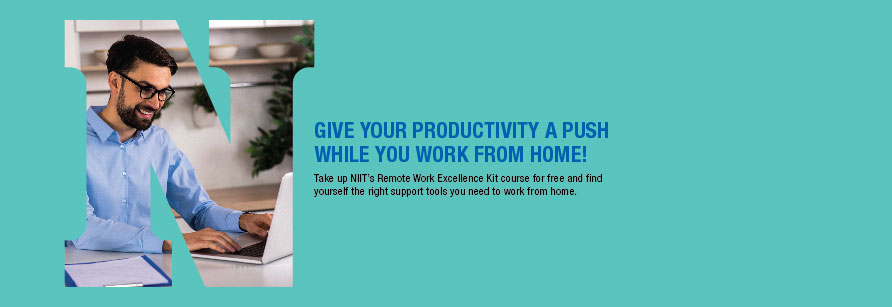 GIVE YOUR PRODUCTIVITY A PUSH
WHILE YOU WORK FROM HOME!
Take up NIIT's Remote Work Excellence Kit course for free and find
yourself the right support tools you need to work from home.